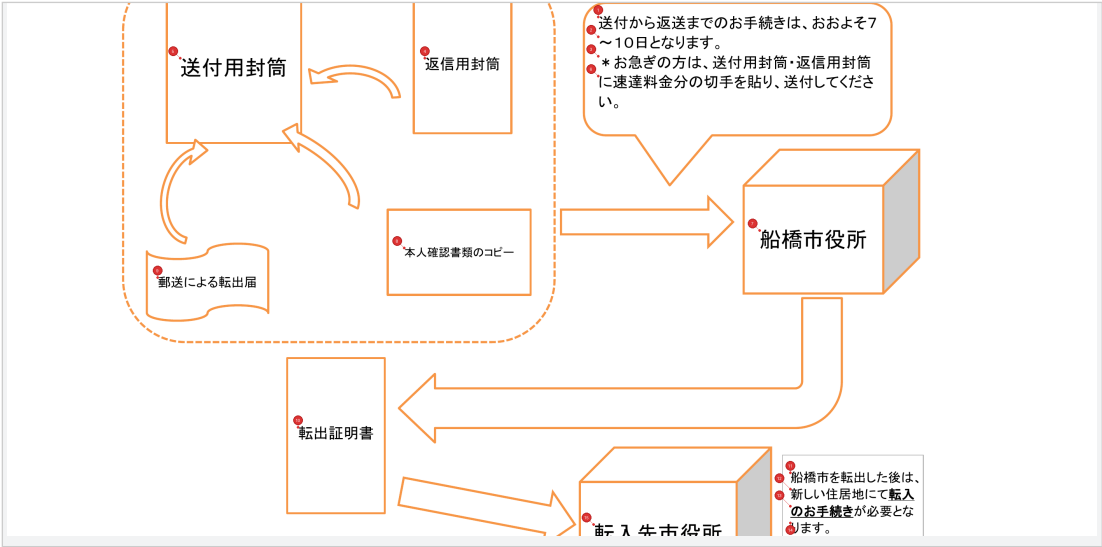 送付から返送までのお手続きは、おおよそ7
～10日となります。
＊お急ぎの方は、送付用封筒・返信用封筒
に速達料金分の切手を貼り、送付してくださ
い。
送付用封筒
返信用封筒
船橋市役所
本人確認書類のコピー
郵送による転出届
転出証明書
船橋市を転出した後は、
新しい住居地にて転入
のお手続きが必要とな
ります。
転入先市役所